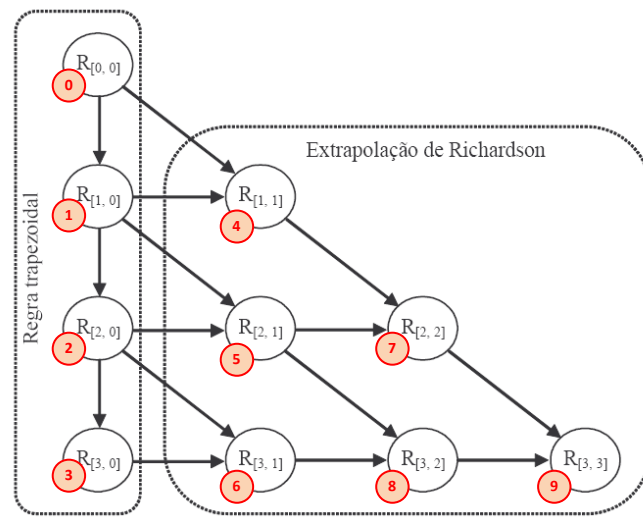 R[0, 0]
0
Extrapolação de Richardson
Regra trapezoidal
R[1, 0]
1
R[1, 1]
4
R[2, 0]
2
R[2, 1]
5
R[2, 2]
7
R[3, 0]
3
R[3, 1]
6
R[3, 2]
8
R[3, 3]
9